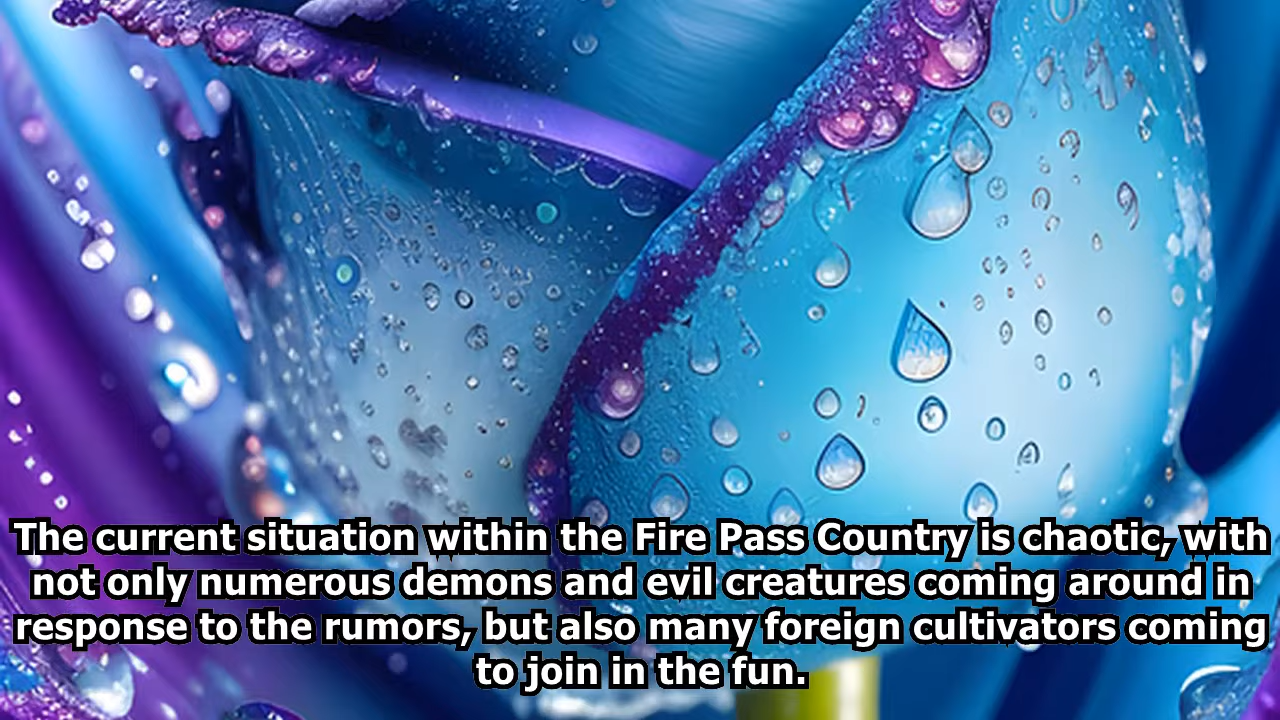 The current situation within the Fire Pass Country is chaotic, with
not only numerous demons and evil creatures coming around in
response to the rumors, but also many foreign cultivators coming
to join in the fun.